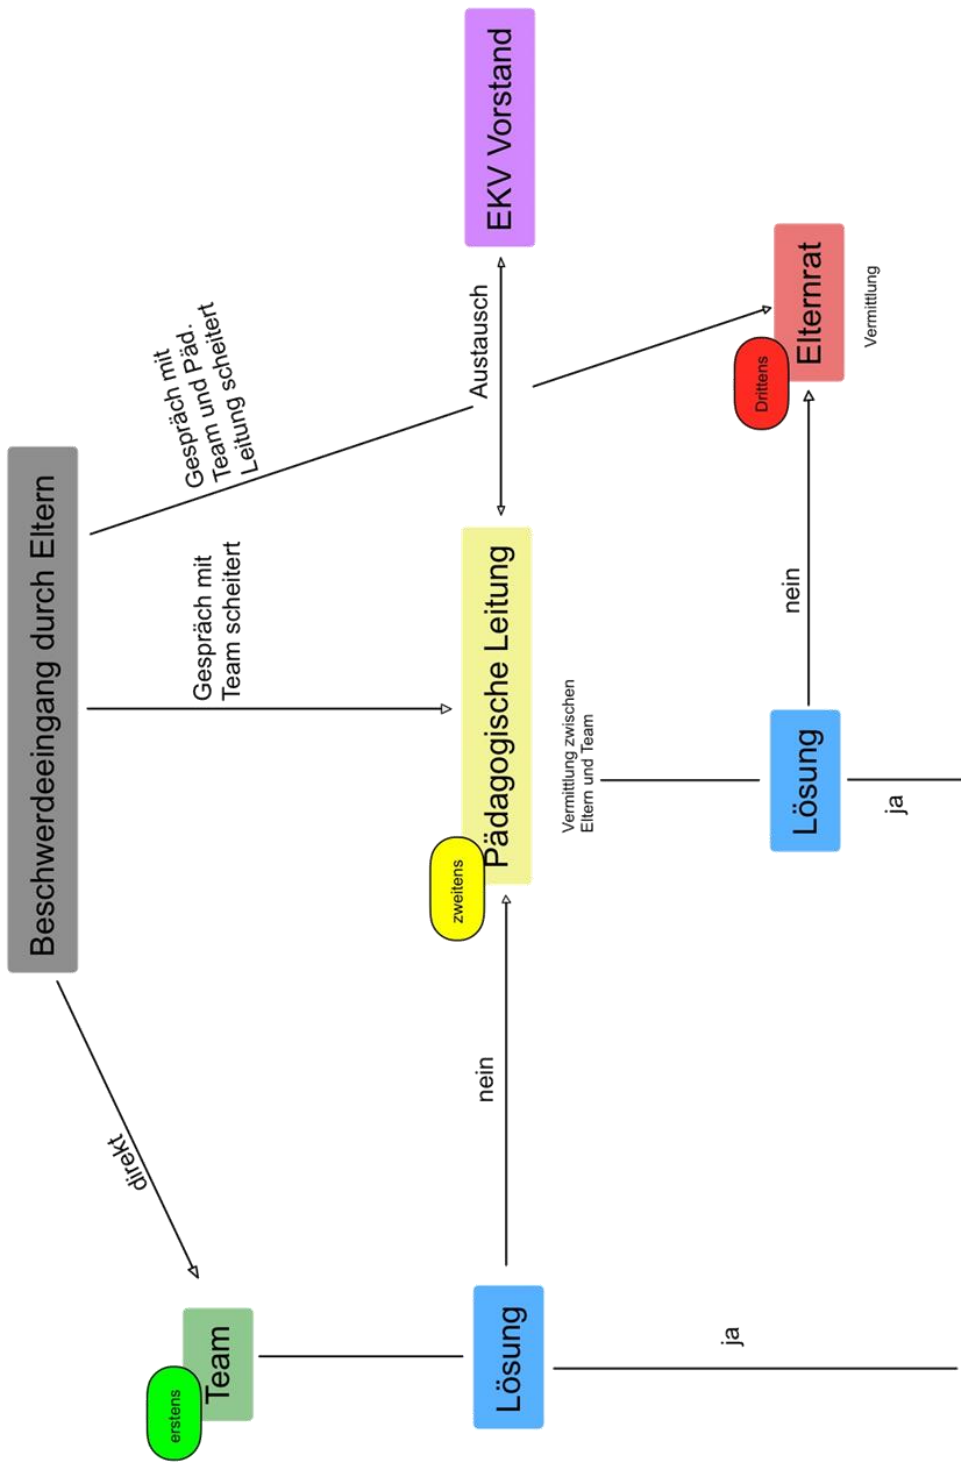 Beschwerdeeingang durch Eltern
direkt
Gespräch mit
Team scheitert
Gespräch mit
Team und Päd.
Leitung scheitert
erstens
Team
zweitens
Pädagogische Leitung
Austausch
EKV Vorstand
Lösung
nein
Vermittlung zwischen
Eltern und Team
Drittens
Elternrat
Vermittlung
Lösung
nein
ja
ja